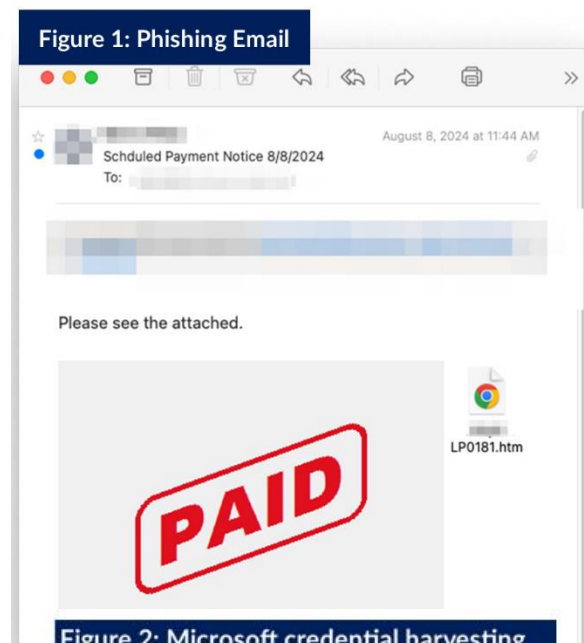 Figure 1: Phishing Email
August 8, 2024 at 11:44 AM
Schduled Payment Notice 8/8/2024
To:
Please see the attached.
PAID
LP0181.htm
Figure 2: Microsoft credential harvesting